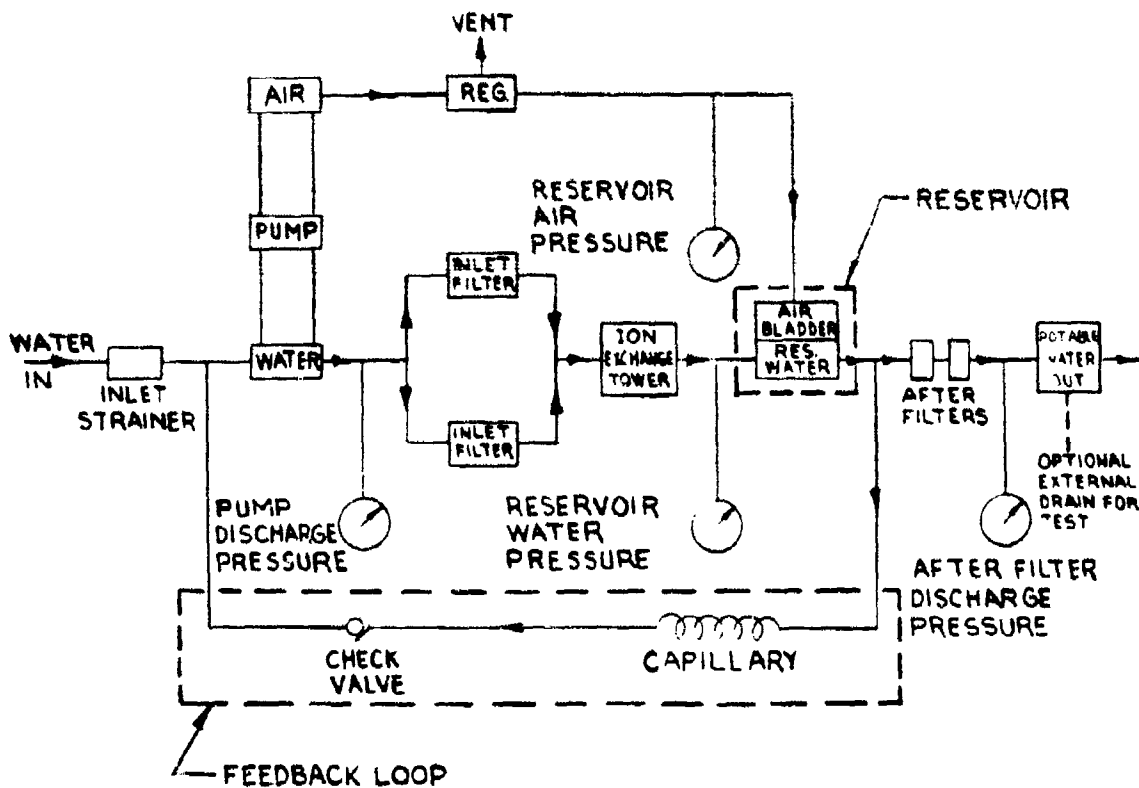 VENT
AIR
REG.
RESERVOIR
AIR
PRESSURE
RESERVOIR
PUMP
INLET
FILTER
WATER
IN
INLET
STRAINER
WATER
ION
EXCHANGE
TOWER
AIR
BLADDER
RES.
WATER
AFTER
FILTERS
POTABLE
WATER
OUT
INLET
FILTER
PUMP
DISCHARGE
PRESSURE
RESERVOIR
WATER
PRESSURE
OPTIONAL
EXTERNAL
DRAIN FOR
TEST
AFTER FILTER
DISCHARGE
PRESSURE
CHECK
VALVE
CAPILLARY
FEEDBACK LOOP